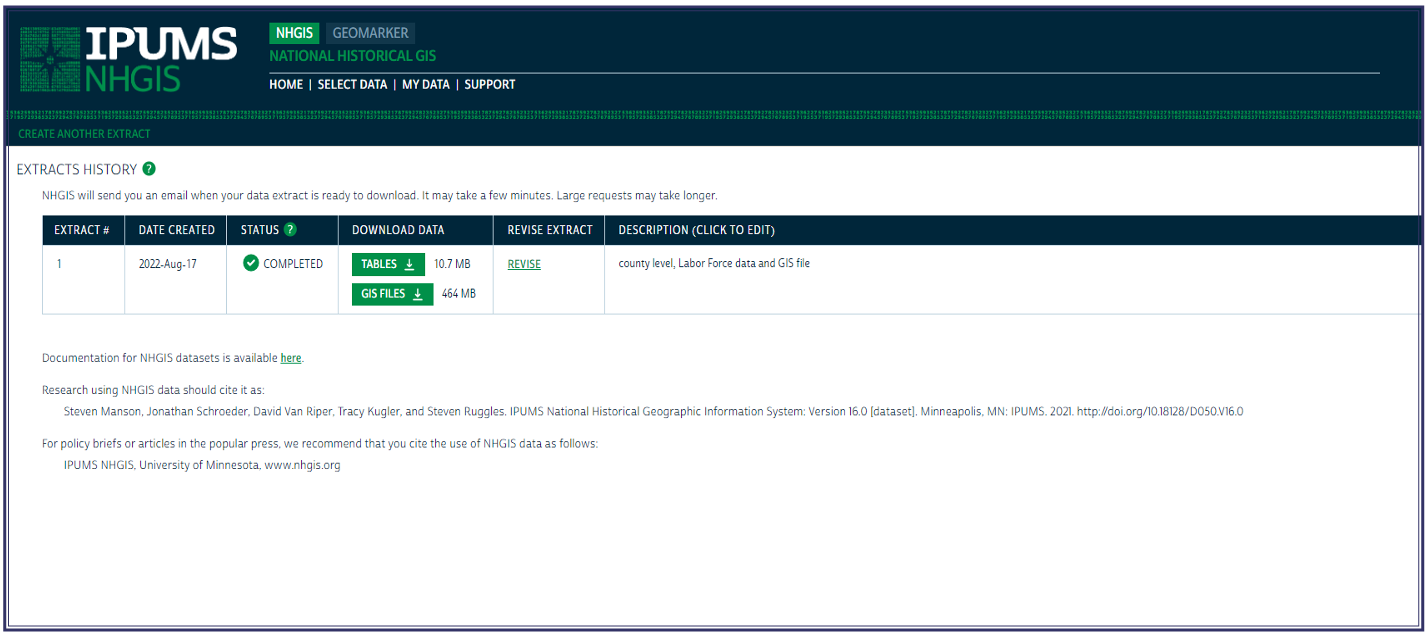 IPUMS
NHGIS
NHGIS GEOMARKER
NATIONAL HISTORICAL GIS
HOME | SELECT DATA | MY DATA | SUPPORT
CREATE ANOTHER EXTRACT
EXTRACTS HISTORY ?
NHGIS will send you an email when your data extract is ready to download. It may take a few minutes. Large requests may take longer.
EXTRACT # DATE CREATED STATUS ? DOWNLOAD DATA REVISE EXTRACT DESCRIPTION (CLICK TO EDIT)
1 2022-Aug-17 COMPLETED TABLES 10.7 MB REVISE county level, Labor Force data and GIS file
GIS FILES 464 MB
Documentation for NHGIS datasets is available here.
Research using NHGIS data should cite it as:
Steven Manson, Jonathan Schroeder, David Van Riper, Tracy Kugler, and Steven Ruggles. IPUMS National Historical Geographic Information System: Version 16.0 [dataset]. Minneapolis, MN: IPUMS. 2021. http://doi.org/10.18128/D050.V16.0
For policy briefs or articles in the popular press, we recommend that you cite the use of NHGIS data as follows:
IPUMS NHGIS, University of Minnesota, www.nhgis.org